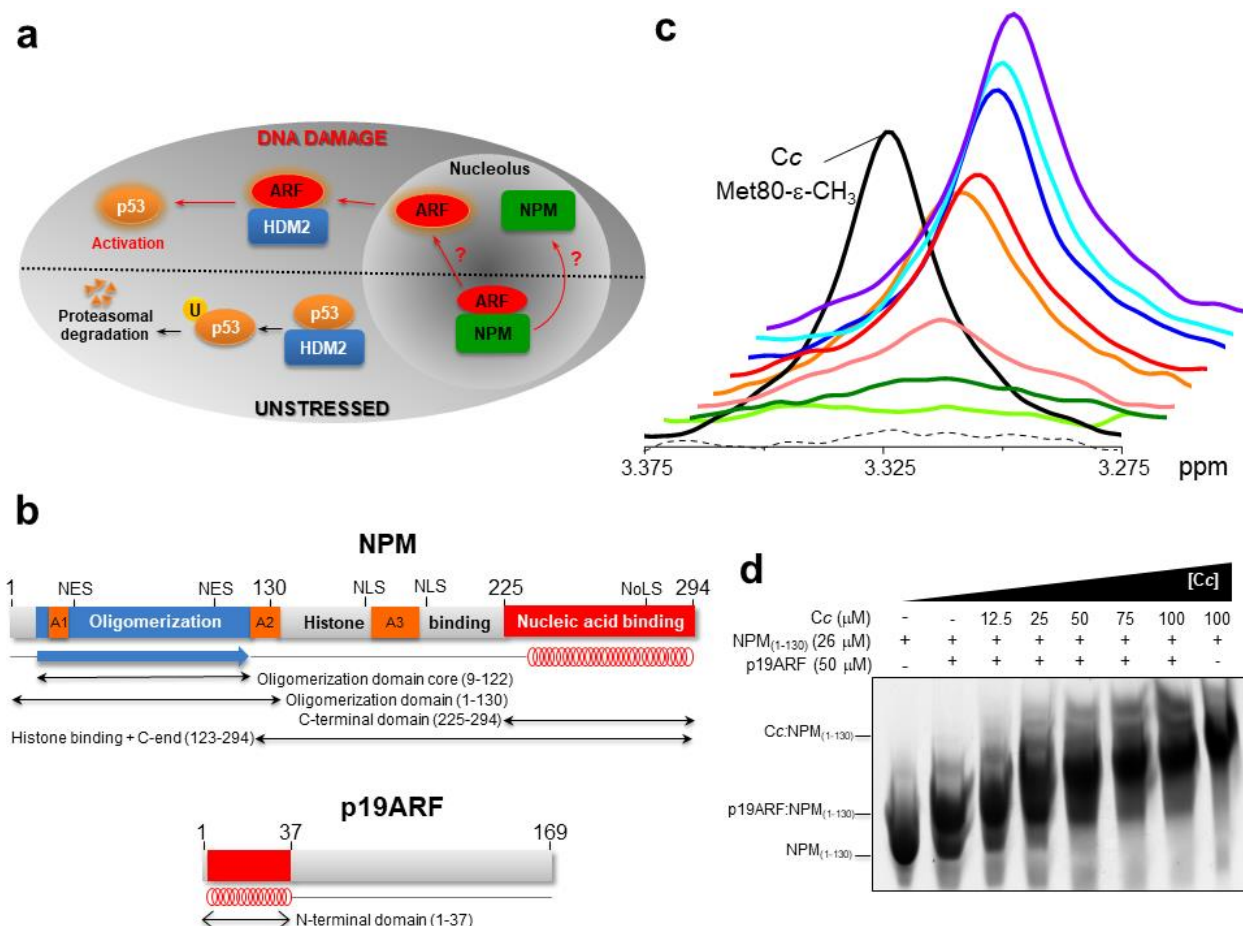 a
DNA DAMAGE
Nucleolus
ARF
HDM2
p53
Activation
ARF
NPM
?
?
ARF
NPM
Proteasomal
degradation
U
p53
p53
HDM2
UNSTRESSED
b
NPM
1
NES
NES
130
NLS
NLS
225
NoLS
294
A1
Oligomerization
A2
Histone
A3
binding
Nucleic acid binding
Oligomerization domain core (9-122)
Oligomerization domain (1-130)
C-terminal domain (225-294)
Histone binding + C-end (123-294)
p19ARF
1
37
169
N-terminal domain (1-37)
c
Cc
Met80-ε-CH3
3.375
3.325
3.275
ppm
d
[Cc]
Cc (μM) - - 12.5 25 50 75 100 100
NPM(1-130) (26 μM) + + + + + + + +
p19ARF (50 μM) - + + + + + + -
Cc:NPM(1-130)
p19ARF:NPM(1-130)
NPM(1-130)